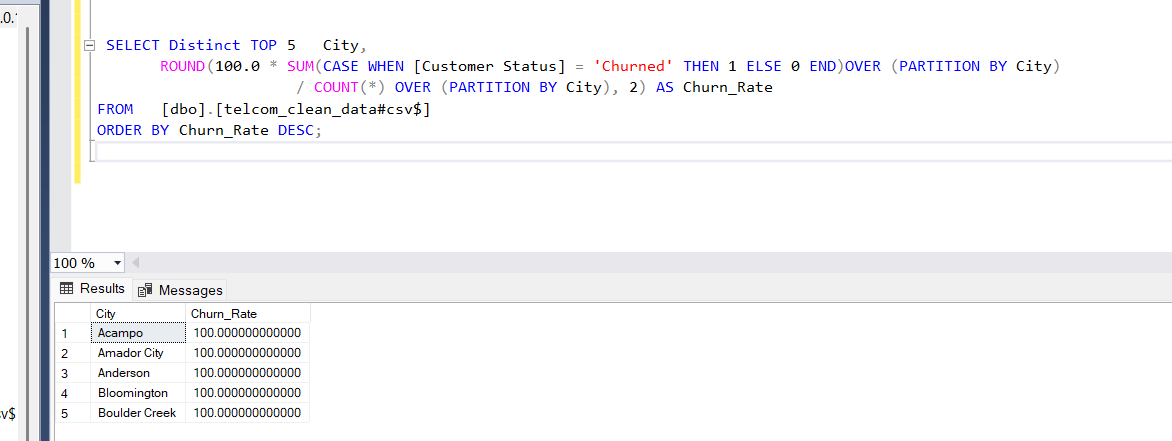 .0.
SELECT Distinct TOP 5   City,
ROUND(100.0 * SUM(CASE WHEN [Customer Status] = 'Churned' THEN 1 ELSE 0 END)OVER (PARTITION BY City)
/ COUNT(*) OVER (PARTITION BY City), 2) AS Churn_Rate
FROM   [dbo].[telcom_clean_data#csv$]
ORDER BY Churn_Rate DESC;
100 %
Results Messages
City Churn_Rate
1 Acampo 100.000000000000
2 Amador City 100.000000000000
3 Anderson 100.000000000000
4 Bloomington 100.000000000000
v$ 5 Boulder Creek 100.000000000000